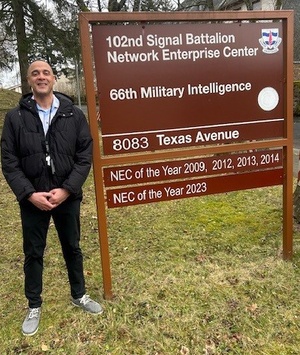 102nd Signal Battalion
Network Enterprise Center
66th Military Intelligence
8083 Texas Avenue
NEC of the Year 2009, 2012, 2013, 2014
NEC of the Year 2023